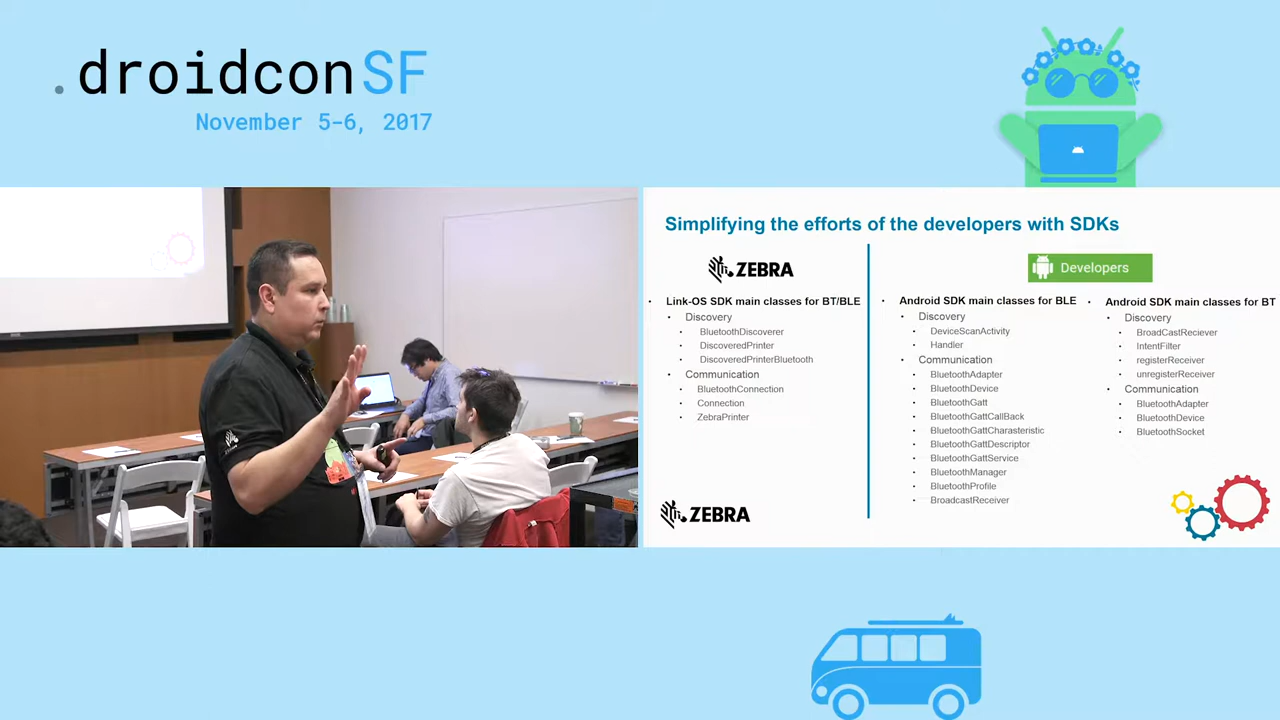 .droidconSF
November 5-6, 2017
Simplifying the efforts of the developers with SDKs
ZEBRA
Link-OS SDK main classes for BT/BLE
Discovery
BluetoothDiscoverer
DiscoveredPrinter
DiscoveredPrinterBluetooth
Communication
BluetoothConnection
Connection
ZebraPrinter
ZEBRA
Developers
Android SDK main classes for BLE
Discovery
DeviceScanActivity
Handler
Communication
BluetoothAdapter
BluetoothDevice
BluetoothGatt
BluetoothGattCallBack
BluetoothGattCharasteristic
BluetoothGattDescriptor
BluetoothGattService
BluetoothManager
BluetoothProfile
BroadcastReceiver
Android SDK main classes for BT
Discovery
BroadCastReciever
IntentFilter
registerReceiver
unregisterReceiver
Communication
BluetoothAdapter
BluetoothDevice
BluetoothSocket